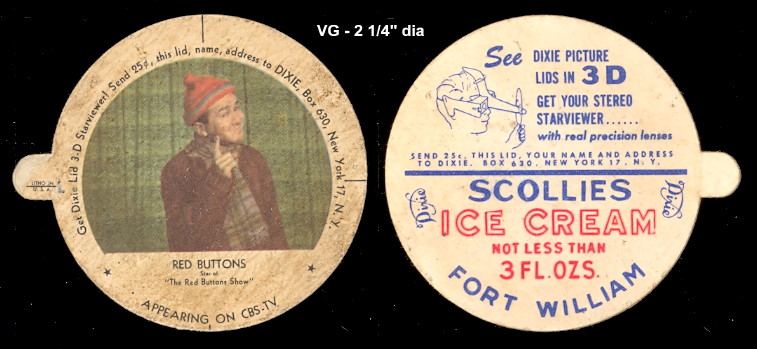 VG - 2 1/4" dia
Get Dixie Lid 3-D Starviewer! Send 25¢, this lid, name, address to DIXIE, Box 630, New York 17, N.Y.
RED BUTTONS
Star of
"The Red Buttons Show"
APPEARING ON CBS-TV
See DIXIE PICTURE
LIDS IN 3D
GET YOUR STEREO
STARVIEWER......
with real precision lenses
SEND 25c, THIS LID, YOUR NAME AND ADDRESS
TO DIXIE, BOX 630, NEW YORK 17, N.Y.
SCOLLIES
Dixie
ICE CREAM
Dixie
NOT LESS THAN
3 FL. OZS.
FORT WILLIAM